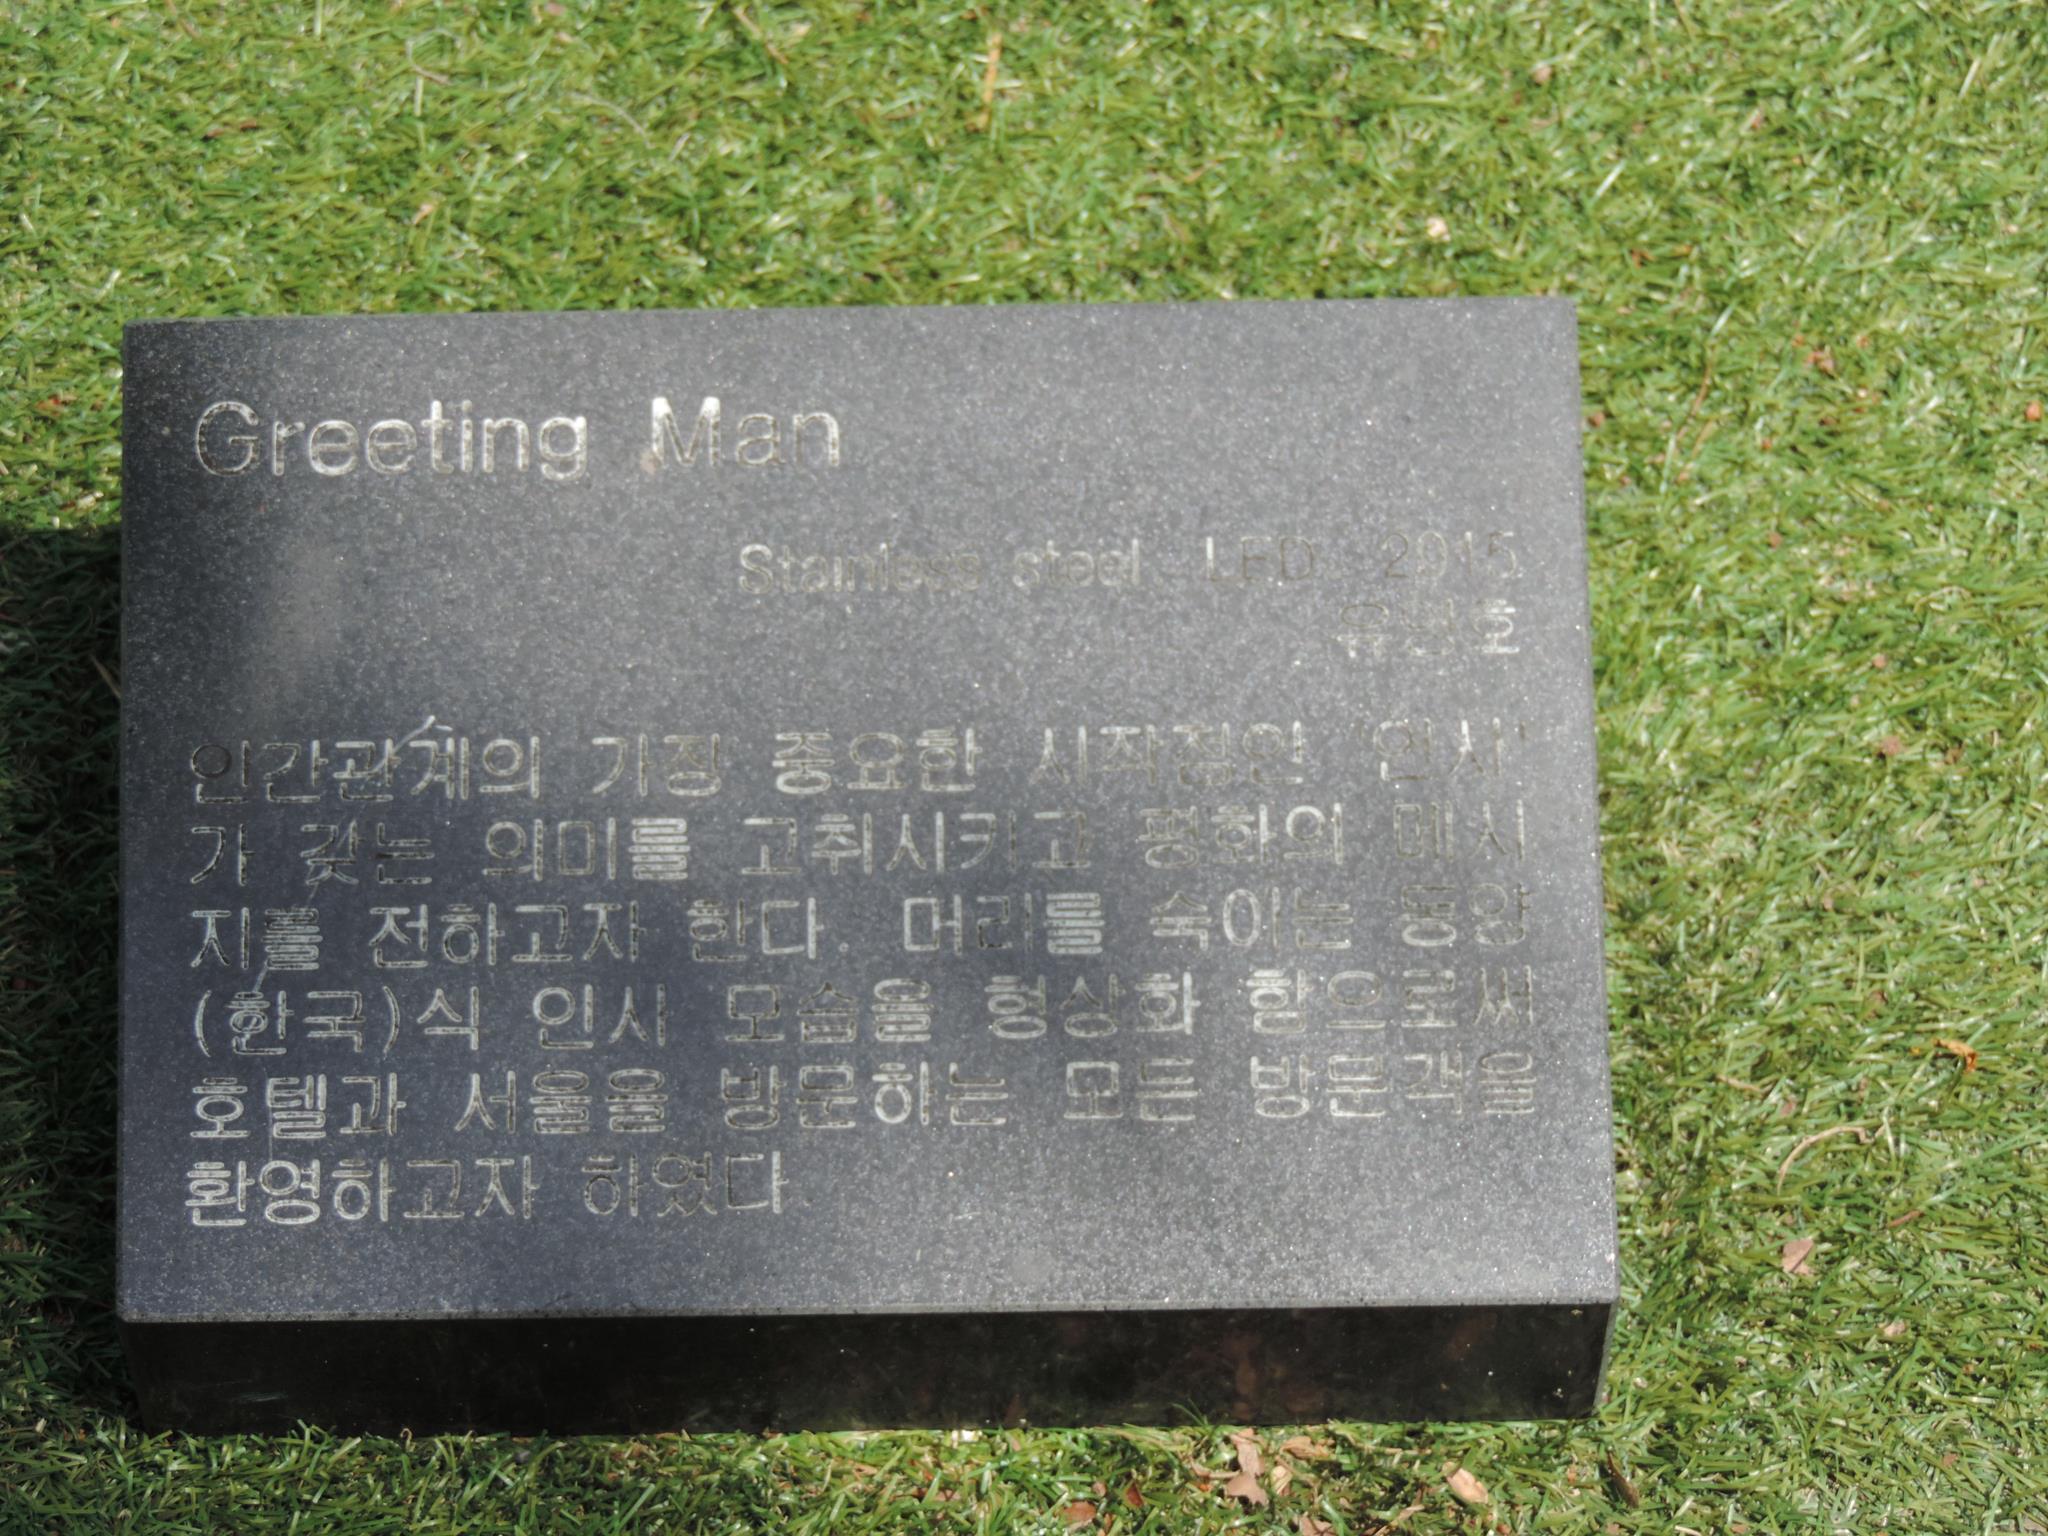 Greeting Man
Stainless steel, LED, 2015
유영호
인간관계의 가장 중요한 시작점인 '인사'
가 갖는 의미를 고취시키고 평화의 메시
지를 전하고자 한다. 머리를 숙이는 동양
(한국)식 인사 모습을 형상화 함으로써
호텔과 서울을 방문하는 모든 방문객을
환영하고자 하였다.